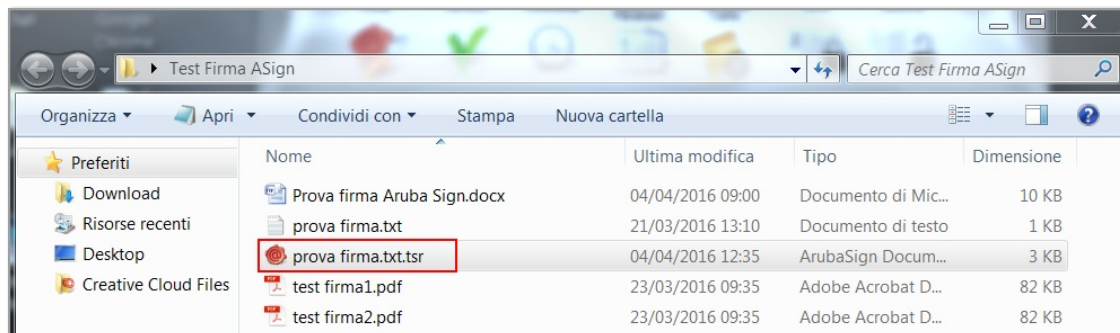 Test Firma ASign
Cerca Test Firma ASign
Organizza Apri Condividi con Stampa Nuova cartella
Preferiti
Download
Risorse recenti
Desktop
Creative Cloud Files
Nome Ultima modifica Tipo Dimensione
Prova firma Aruba Sign.docx 04/04/2016 09:00 Documento di Mic... 10 KB
prova firma.txt 21/03/2016 13:10 Documento di testo 1 KB
prova firma.txt.tsr 04/04/2016 12:35 ArubaSign Docum... 3 KB
test firma1.pdf 23/03/2016 09:35 Adobe Acrobat D... 82 KB
test firma2.pdf 23/03/2016 09:35 Adobe Acrobat D... 82 KB